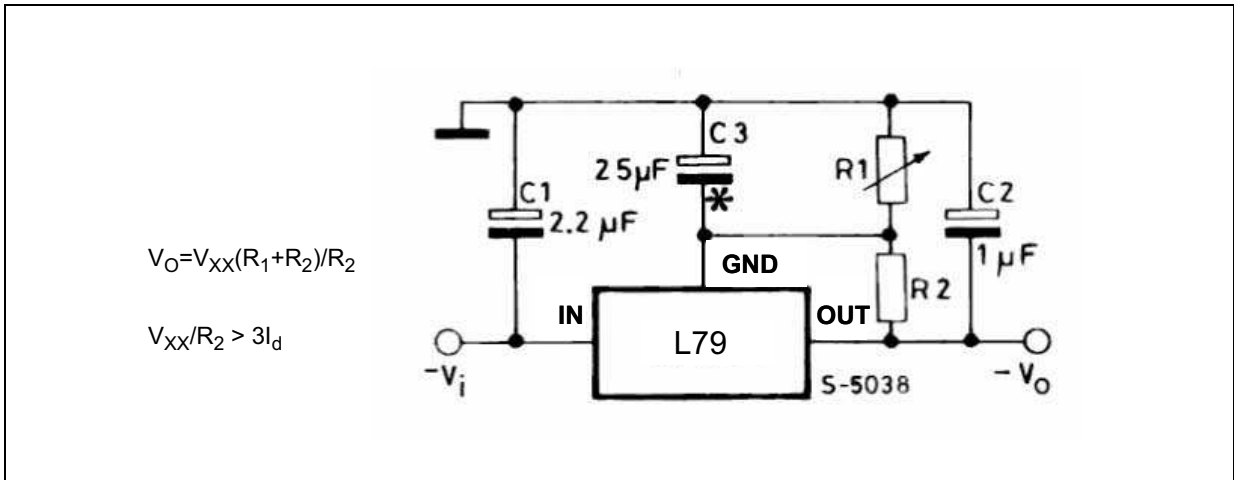 C3
25µF
*
R1
C1
2.2 µF
C2
1µF
V_O=V_XX(R_1+R_2)/R_2
GND
R2
IN
OUT
V_XX/R_2 > 3I_d
L79
-V_i
S-5038
-V_o